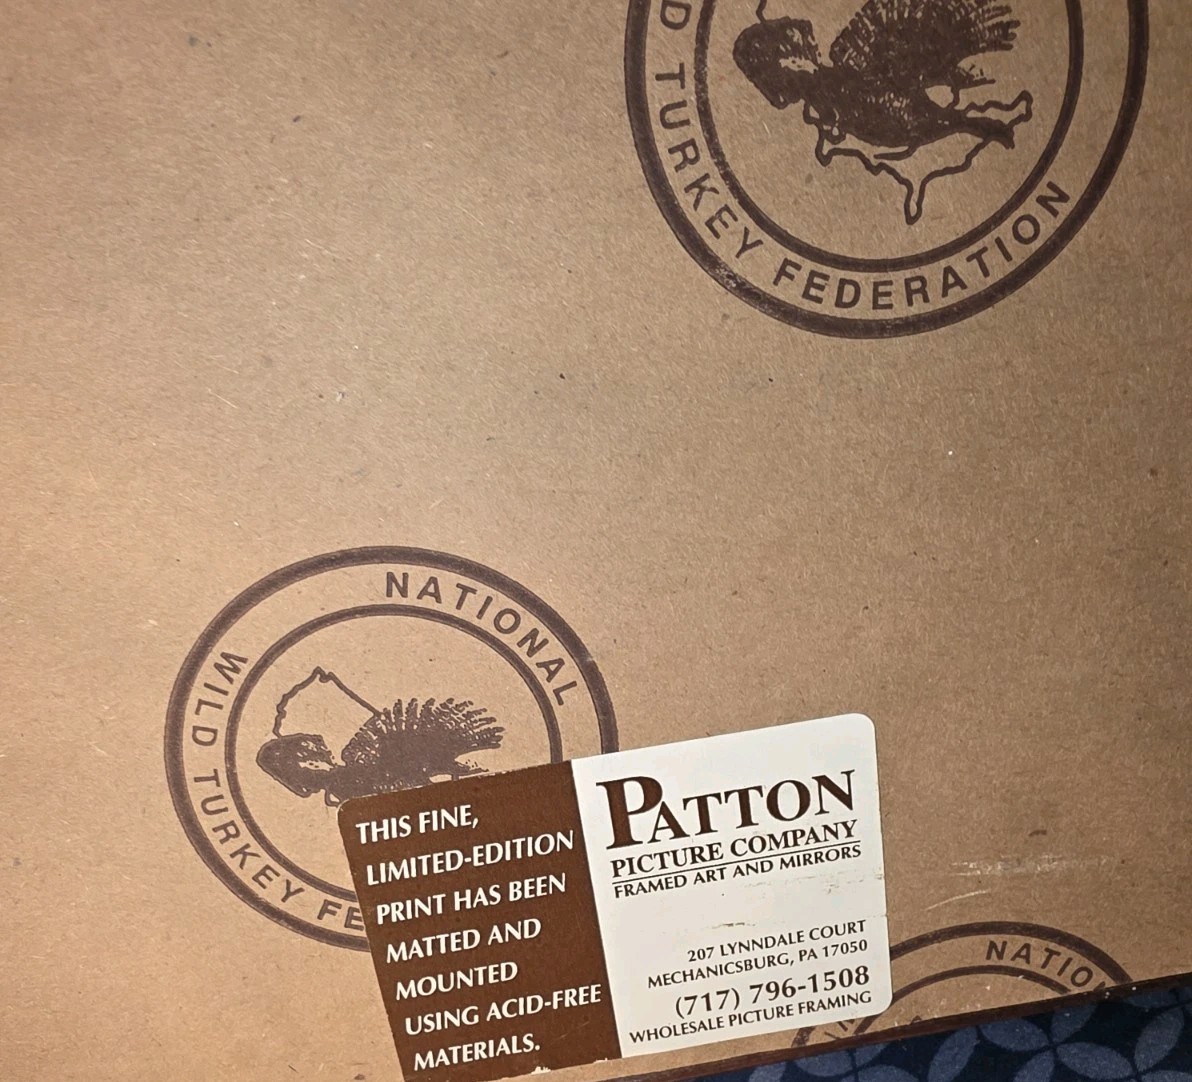 D TURKEY FEDERATION
NATIONAL
WILD TURKEY FE
THIS FINE,
LIMITED-EDITION
PRINT HAS BEEN
MATTED AND
MOUNTED
USING ACID-FREE
MATERIALS.
PATTON
PICTURE COMPANY
FRAMED ART AND MIRRORS
207 LYNNDALE COURT
MECHANICSBURG, PA 17050
(717) 796-1508
WHOLESALE PICTURE FRAMING
NATION